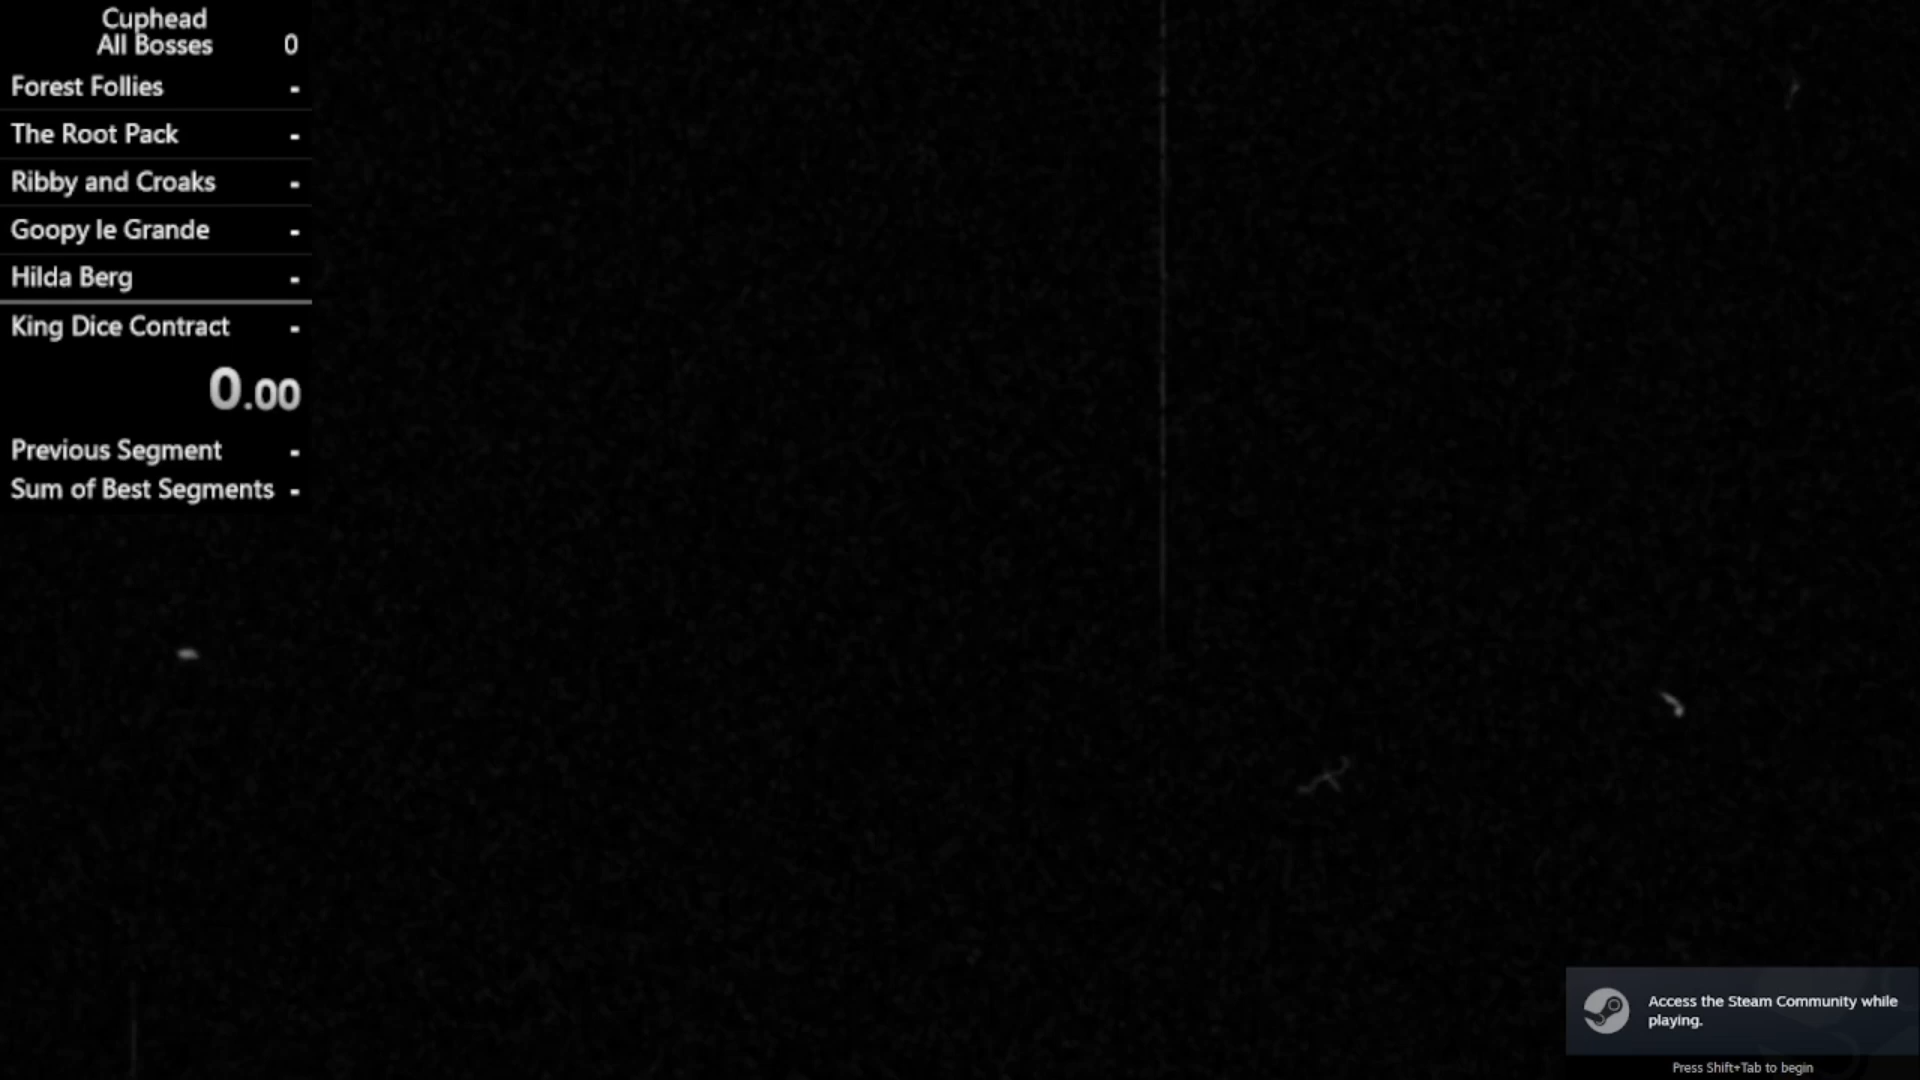 Cuphead
All Bosses 0
Forest Follies -
The Root Pack -
Ribby and Croaks -
Goopy le Grande -
Hilda Berg -
King Dice Contract -
0.00
Previous Segment -
Sum of Best Segments -
Access the Steam Community while
playing.
Press Shift+Tab to begin